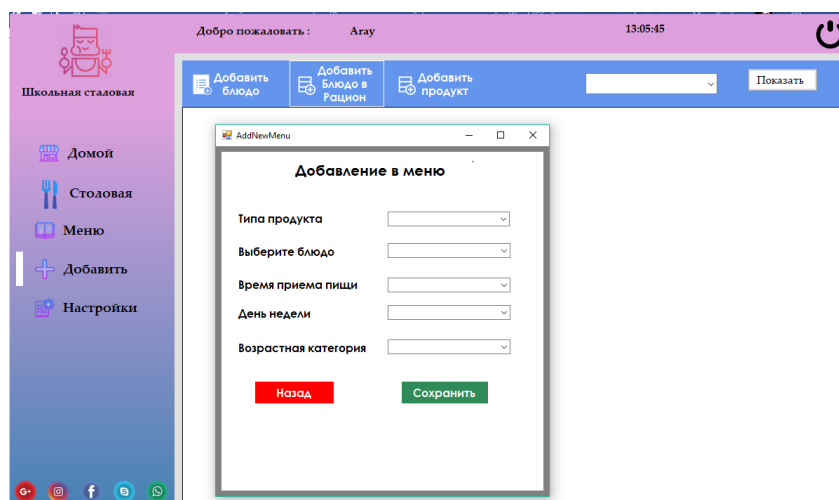 Добро пожаловать :
Aray
13:05:45
Школьная сталовая
Добавить
блюдо
Добавить
Блюдо в
Рацион
Добавить
продукт
Показать
Домой
Столовая
Меню
Добавить
Настройки
AddNewMenu
Добавление в меню
Типа продукта
Выберите блюдо
Время приема пищи
День недели
Возрастная категория
Назад
Сохранить
G+